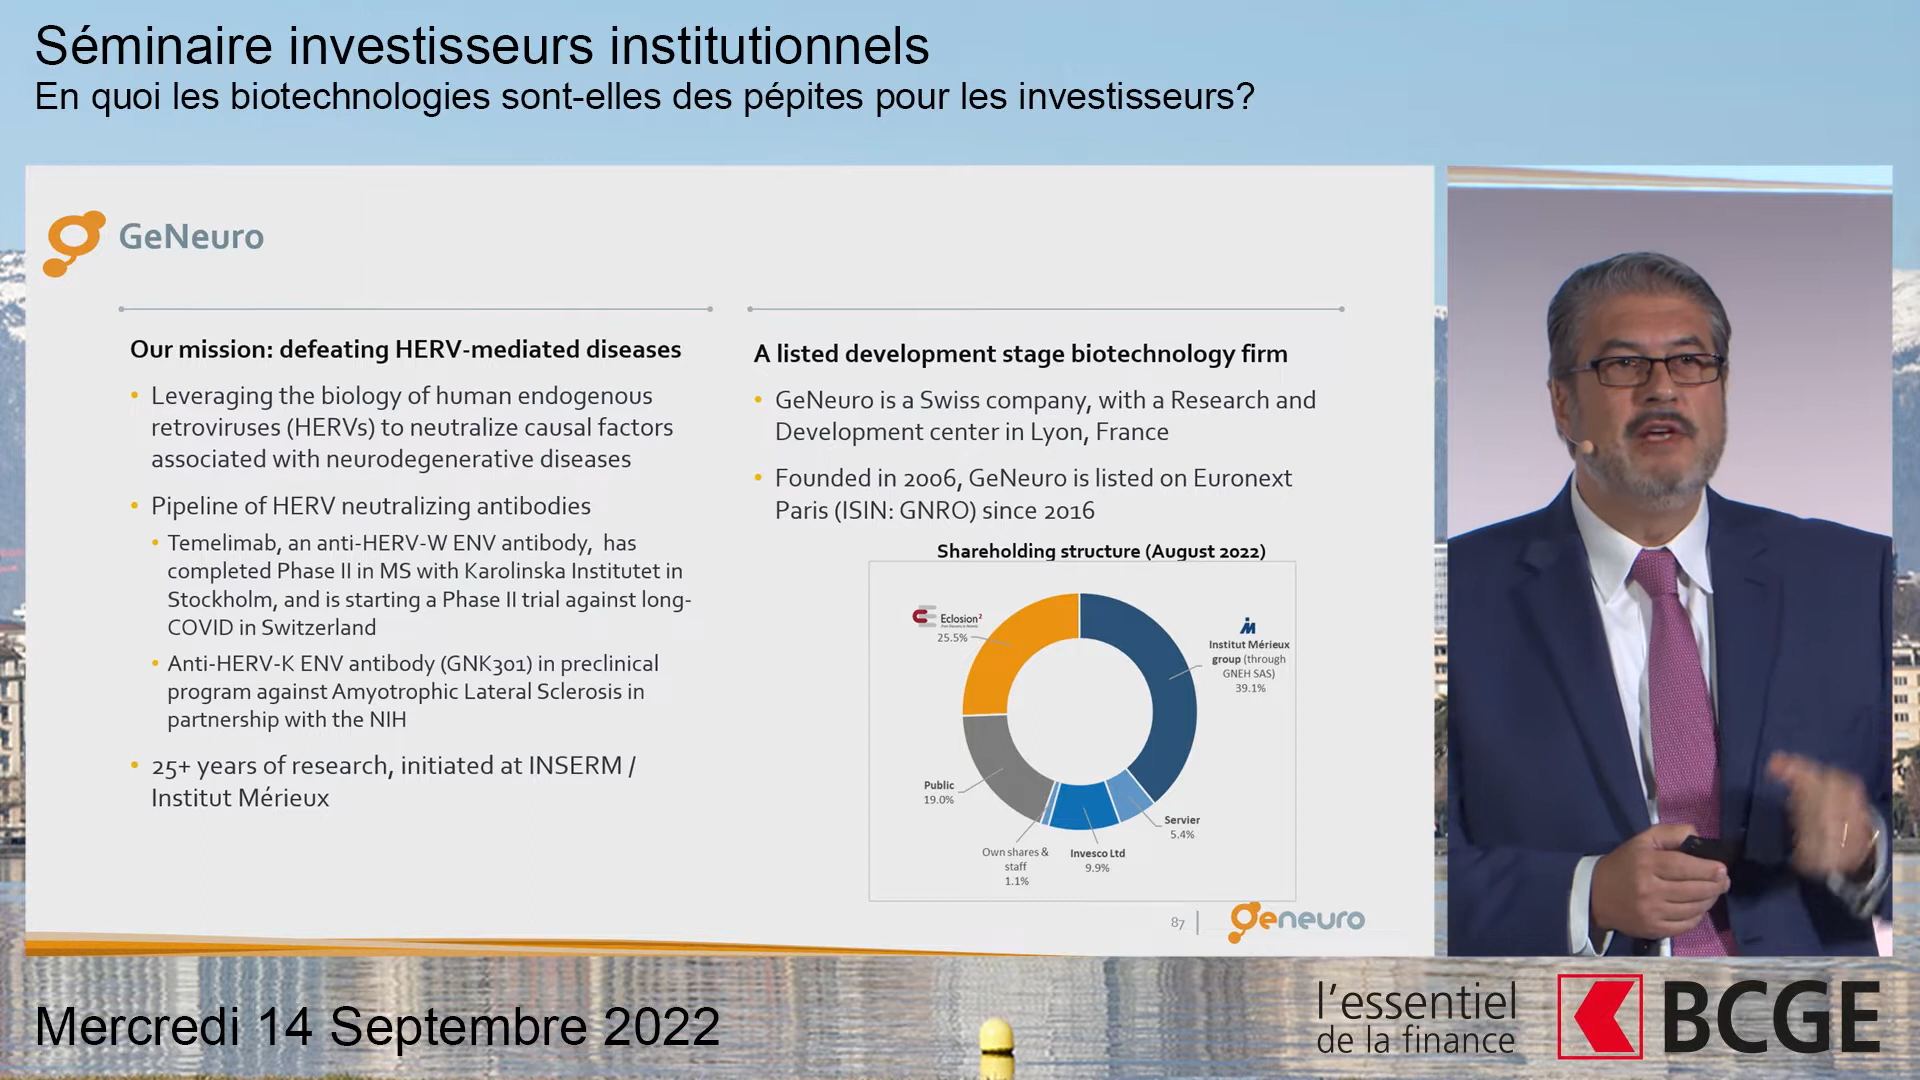 Séminaire investisseurs institutionnels
En quoi les biotechnologies sont-elles des pépites pour les investisseurs?
GeNeuro
Our mission: defeating HERV-mediated diseases
• Leveraging the biology of human endogenous
retroviruses (HERVs) to neutralize causal factors
associated with neurodegenerative diseases
• Pipeline of HERV neutralizing antibodies
• Temelimab, an anti-HERV-W ENV antibody, has
completed Phase II in MS with Karolinska Institutet in
Stockholm, and is starting a Phase II trial against long-
COVID in Switzerland
• Anti-HERV-K ENV antibody (GNK301) in preclinical
program against Amyotrophic Lateral Sclerosis in
partnership with the NIH
• 25+ years of research, initiated at INSERM /
Institut Mérieux
A listed development stage biotechnology firm
• GeNeuro is a Swiss company, with a Research and
Development center in Lyon, France
• Founded in 2006, GeNeuro is listed on Euronext
Paris (ISIN: GNRO) since 2016
Shareholding structure (August 2022)
Eclosion²
25.5%
Institut Mérieux
group (through
GNEH SAS)
39.1%
Public
19.0%
Servier
5.4%
Own shares &
staff
1.1%
Invesco Ltd
9.9%
87
geneuro
Mercredi 14 Septembre 2022
l'essentiel
de la finance
BCGE